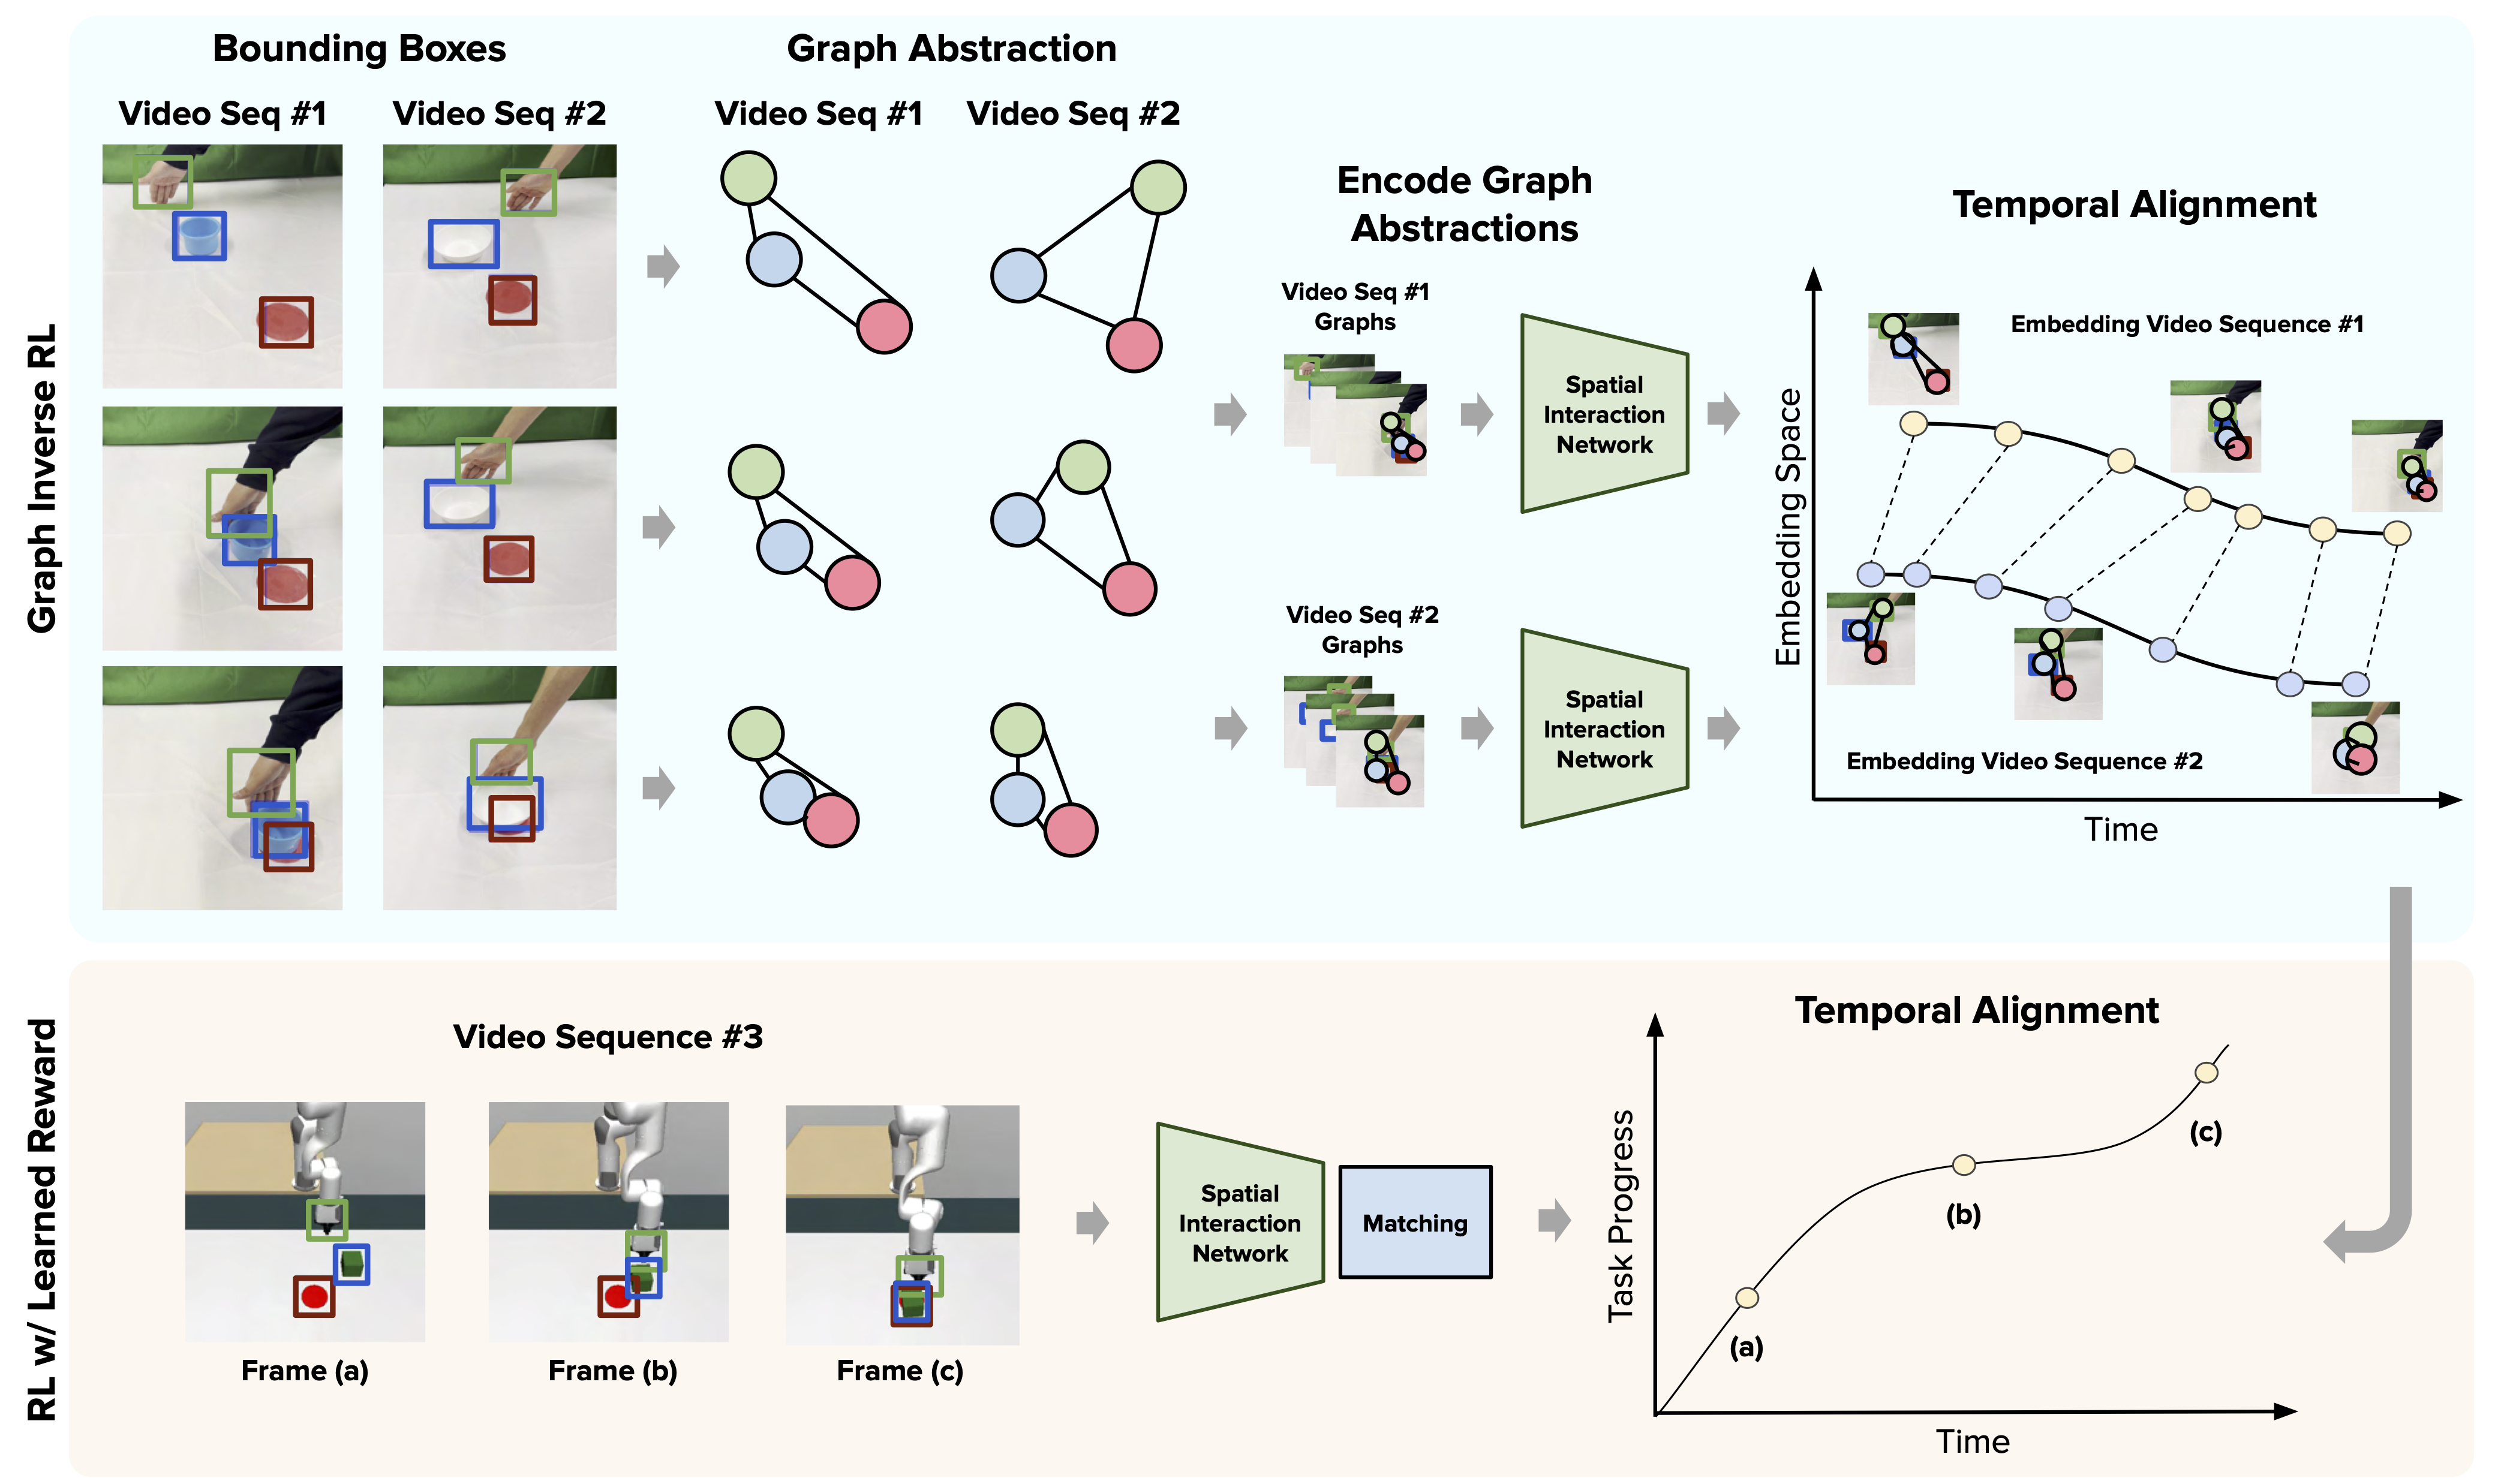 Graph Inverse RL
Bounding Boxes
Video Seq #1
Video Seq #2
Graph Abstraction
Video Seq #1
Video Seq #2
Encode Graph
Abstractions
Video Seq #1
Graphs
Spatial
Interaction
Network
Video Seq #2
Graphs
Spatial
Interaction
Network
Temporal Alignment
Embedding Space
Embedding Video Sequence #1
Embedding Video Sequence #2
Time
RL w/ Learned Reward
Video Sequence #3
Frame (a)
Frame (b)
Frame (c)
Spatial
Interaction
Network
Matching
Temporal Alignment
Task Progress
(a)
(b)
(c)
Time